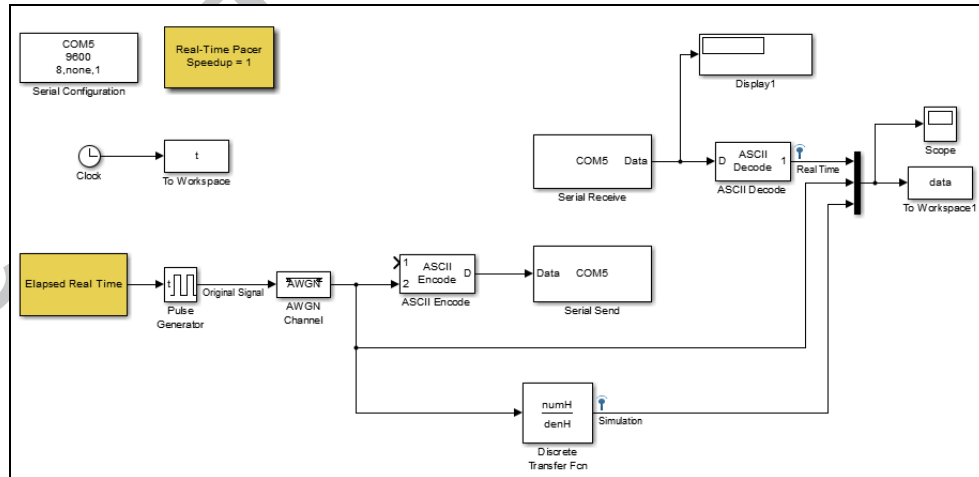 COM5
9600
8,none,1
Serial Configuration
Real-Time Pacer
Speedup = 1
Display1
Clock
t
To Workspace
COM5 Data
Serial Receive
D ASCII Decode 1
ASCII Decode
Real Time
Scope
data
To Workspace1
Elapsed Real Time
t
Pulse Generator
Original Signal
AWGN
AWGN Channel
1
2
ASCII Encode
D
ASCII Encode
Data COM5
Serial Send
numH
denH
Discrete
Transfer Fcn
Simulation